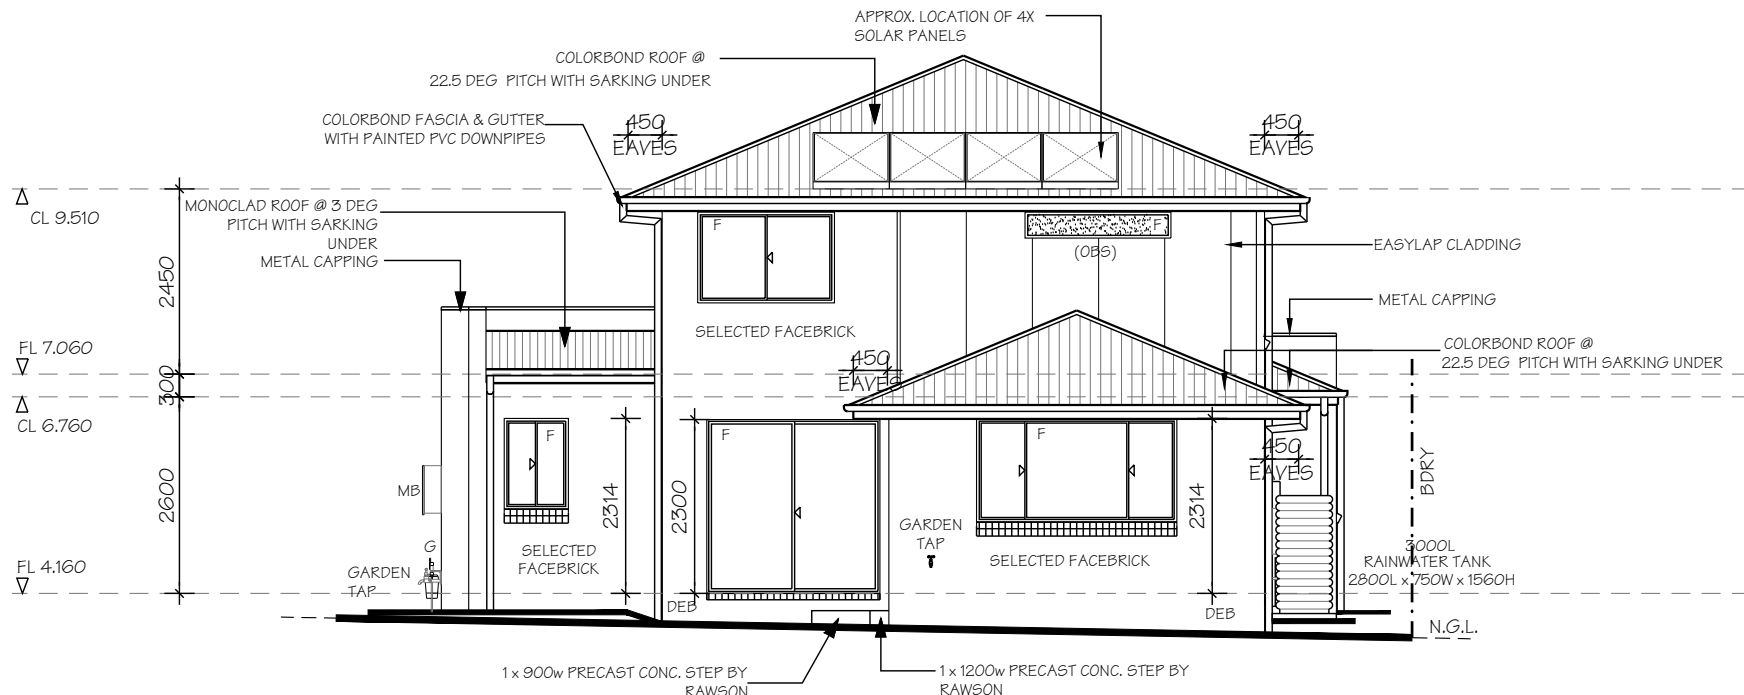 APPROX. LOCATION OF 4X
SOLAR PANELS
COLORBOND ROOF @
22.5 DEG PITCH WITH SARKING UNDER
COLORBOND FASCIA & GUTTER
WITH PAINTED PVC DOWNPIPES
450
EAVES
450
EAVES
CL 9.510
MONOCLAD ROOF @ 3 DEG
PITCH WITH SARKING
UNDER
METAL CAPPING
F
F
(OBS)
EASYLAP CLADDING
2450
METAL CAPPING
SELECTED FACEBRICK
FL 7.060
COLORBOND ROOF @
22.5 DEG PITCH WITH SARKING UNDER
450
EAVES
300
CL 6.760
F
F
F
450
EAVES
BDRY
2600
MB
2314
2300
2314
GARDEN
TAP
SELECTED FACEBRICK
G
SELECTED
FACEBRICK
3000L
RAINWATER TANK
2800L x 750W x 1560H
FL 4.160
GARDEN
TAP
DEB
DEB
N.G.L.
1 x 900w PRECAST CONC. STEP BY
RAWSON
1 x 1200w PRECAST CONC. STEP BY
RAWSON